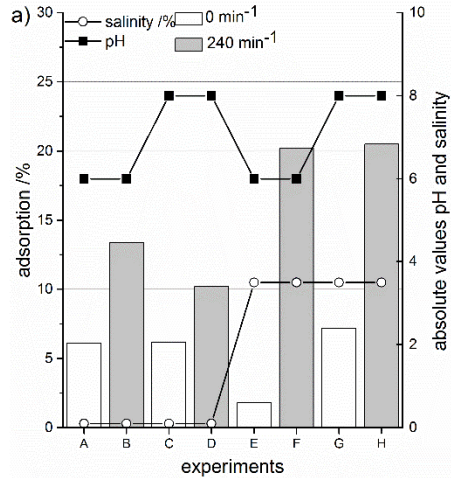 a)
salinity /%
pH
0 min⁻¹
240 min⁻¹
30
25
20
15
10
5
0
adsorption /%
10
8
6
4
2
0
absolute values pH and salinity
A B C D E F G H
experiments